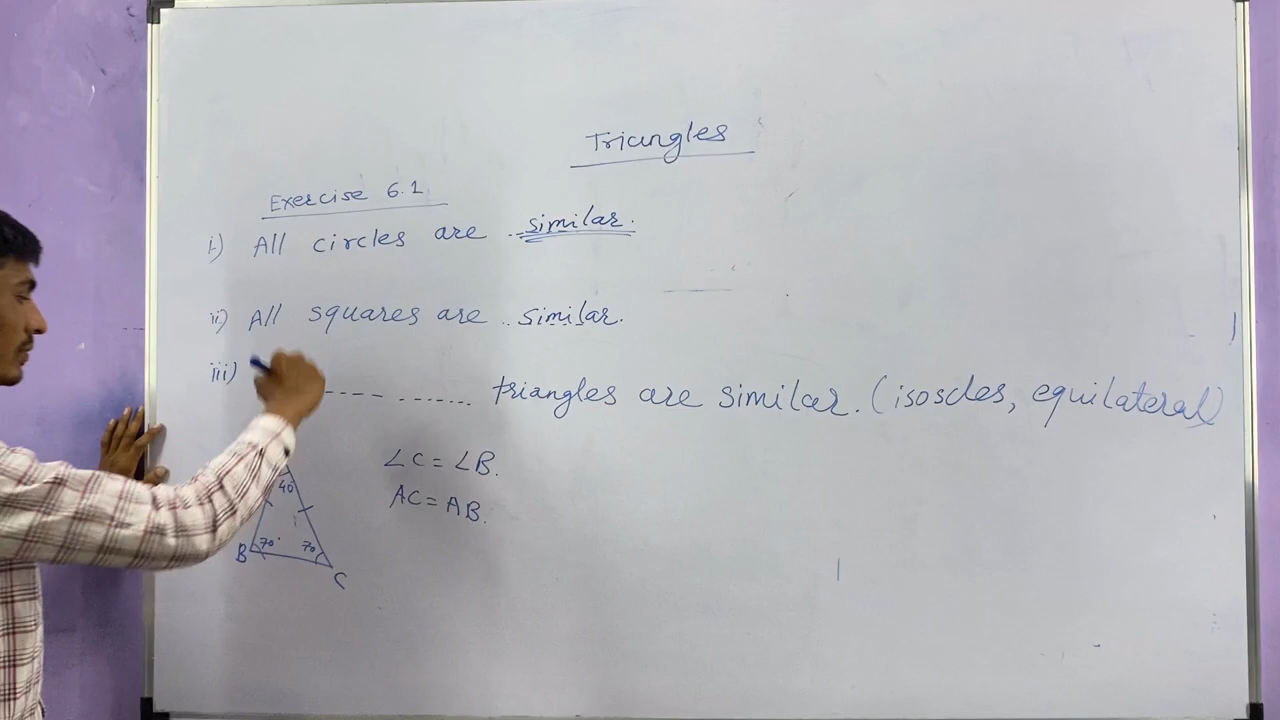 Triangles
Exercise 6.1
i) All circles are similar.
ii) All squares are similar.
iii) ---- ....... triangles are similar. (isosceles, equilateral)
∠C = ∠B.
AC = AB.
40°
B 70° 70
C